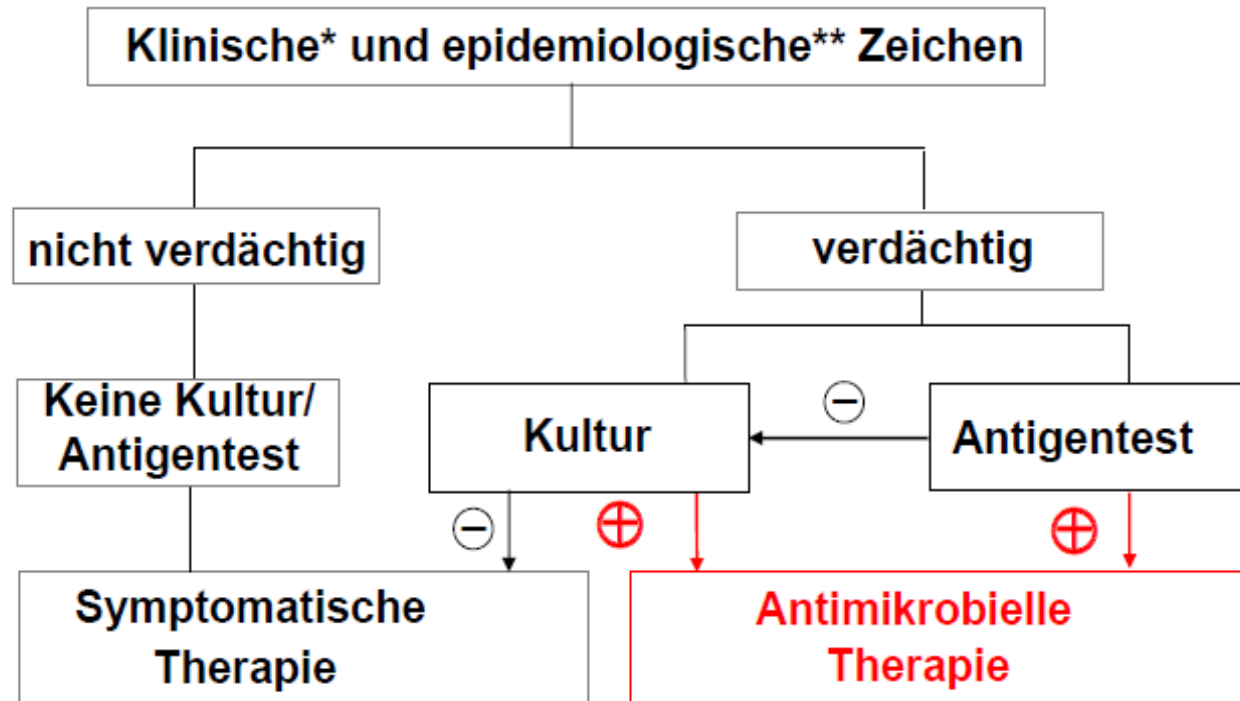 Klinische* und epidemiologische** Zeichen
nicht verdächtig
verdächtig
Keine Kultur/
Antigentest
Kultur
−
Antigentest
−
+
+
Symptomatische
Therapie
Antimikrobielle
Therapie